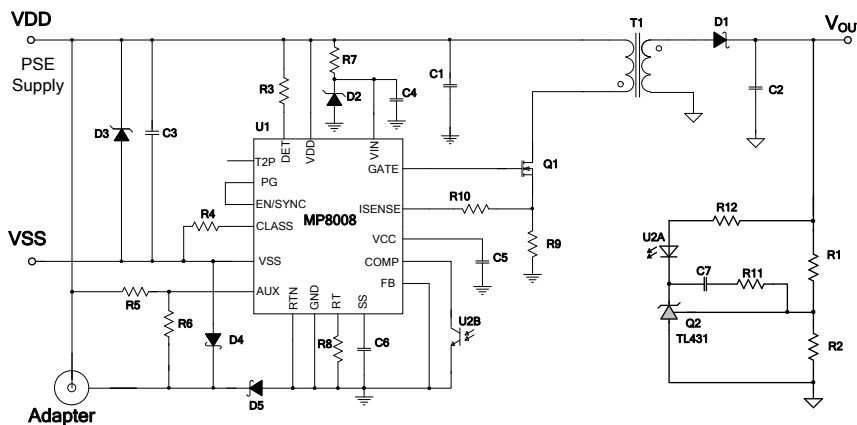 VDD
T1
D1
VOU
PSE
Supply
R7
R3
D2
C4
C1
C2
D3
C3
U1
DET
VDD
VIN
T2P
GATE
Q1
PG
EN/SYNC
MP8008
ISENSE
R10
R12
R4
CLASS
VCC
R9
U2A
VSS
VSS
COMP
C5
C7
R11
R1
AUX
FB
R5
RTN
GND
RT
SS
R6
D4
R8
C6
U2B
Q2
TL431
R2
D5
Adapter